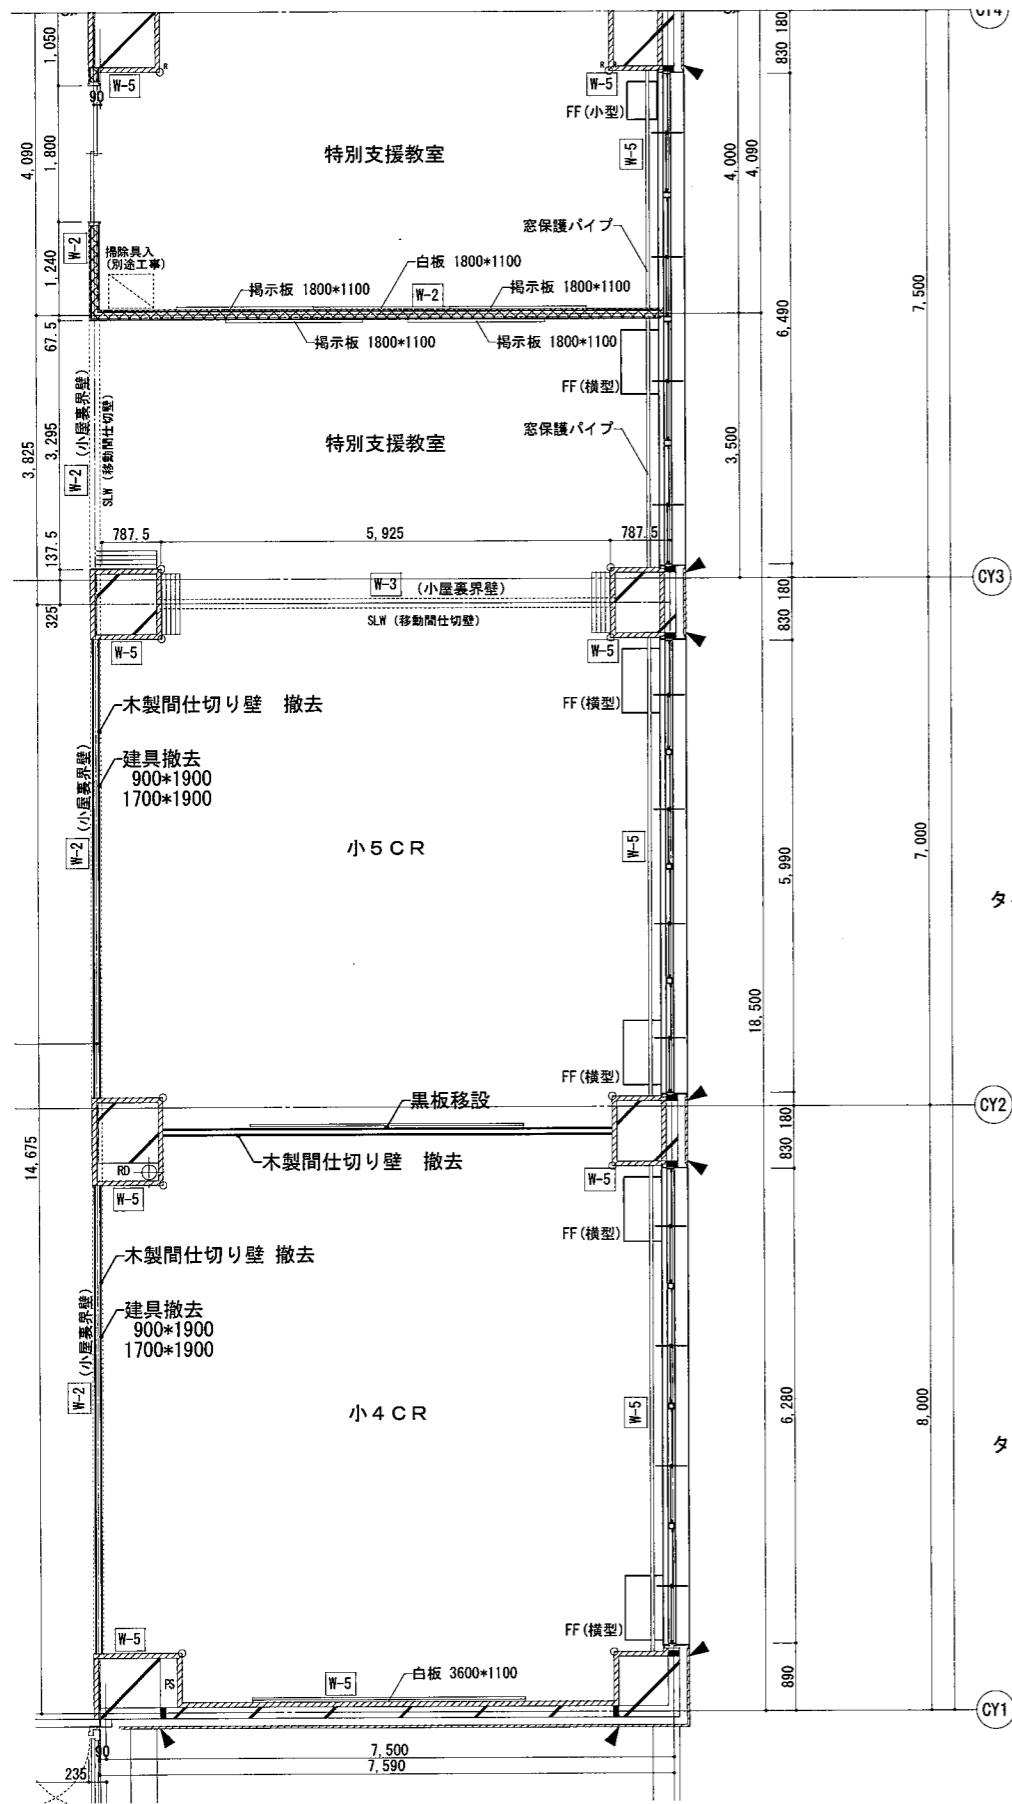 CY4
1,050
830 180
W-5
R
R R
W-5
90
FF(小型)
特別支援教室
W-5
4,090
1,800
4,000
4,090
窓保護パイプ
W-2
掃除具入
(別途工事)
1,240
白板 1800*1100
掲示板 1800*1100
W-2
掲示板 1800*1100
7,500
6,490
67.5
掲示板 1800*1100
掲示板 1800*1100
FF(横型)
W-2 (小屋裏界壁)
SLW (移動間仕切壁)
特別支援教室
窓保護パイプ
3,825
3,295
3,500
137.5
787.5
5,925
787.5
W-3 (小屋裏界壁)
CY3
325
SLW (移動間仕切壁)
830 180
W-5
W-5
FF(横型)
木製間仕切り壁 撤去
建具撤去
900*1900
1700*1900
W-2 (小屋裏界壁)
小5CR
W-5
5,990
7,000
タ
18,500
FF(横型)
黒板移設
CY2
木製間仕切り壁 撤去
830 180
14,675
RD
W-5
W-5
FF(横型)
木製間仕切り壁 撤去
建具撤去
900*1900
1700*1900
W-2 (小屋裏界壁)
小4CR
W-5
6,280
8,000
タ
FF(横型)
W-5
PS
W-5
白板 3600*1100
890
CY1
90
7,500
7,590
235